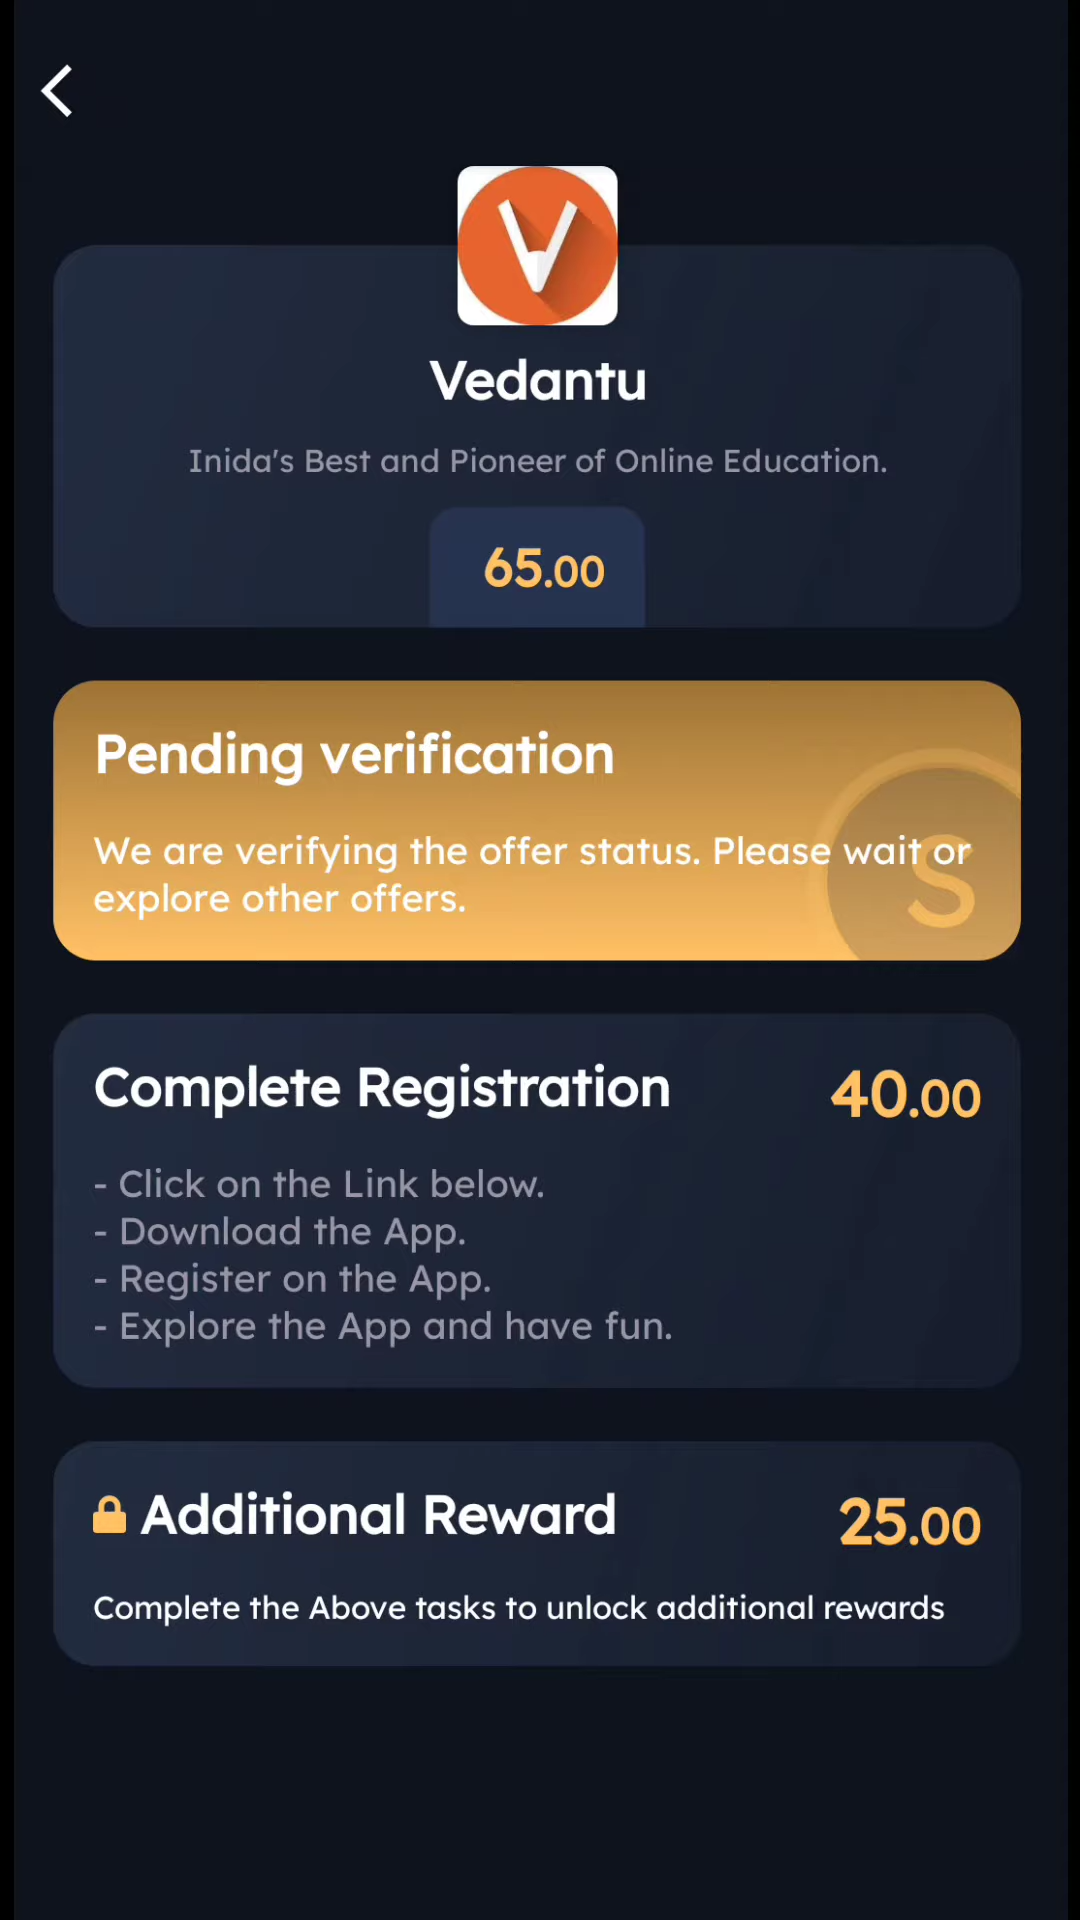 Vedantu
Inida's Best and Pioneer of Online Education.
65.00
Pending verification
We are verifying the offer status. Please wait or
explore other offers.
S
Complete Registration
40.00
- Click on the Link below.
- Download the App.
- Register on the App.
- Explore the App and have fun.
Additional Reward
25.00
Complete the Above tasks to unlock additional rewards